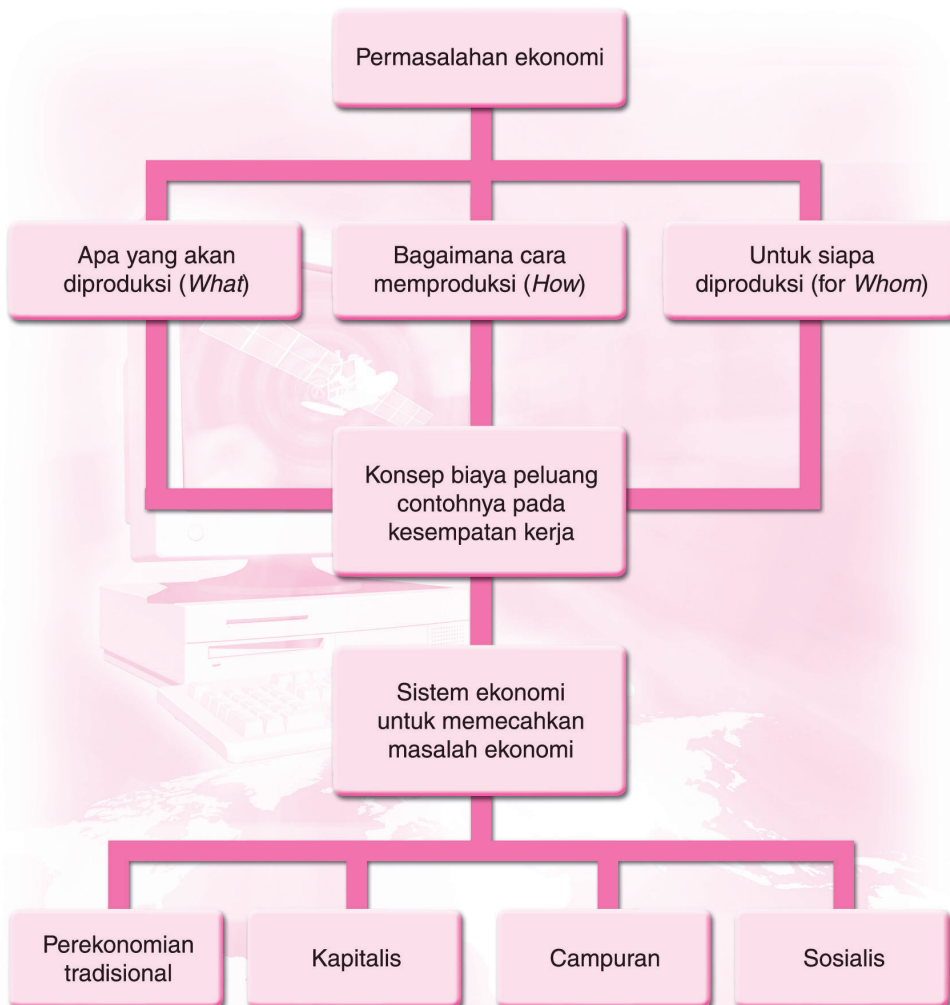 Permasalahan ekonomi
Apa yang akan
diproduksi (What)
Bagaimana cara
memproduksi (How)
Untuk siapa
diproduksi (for Whom)
Konsep biaya peluang
contohnya pada
kesempatan kerja
Sistem ekonomi
untuk memecahkan
masalah ekonomi
Perekonomian
tradisional
Kapitalis
Campuran
Sosialis